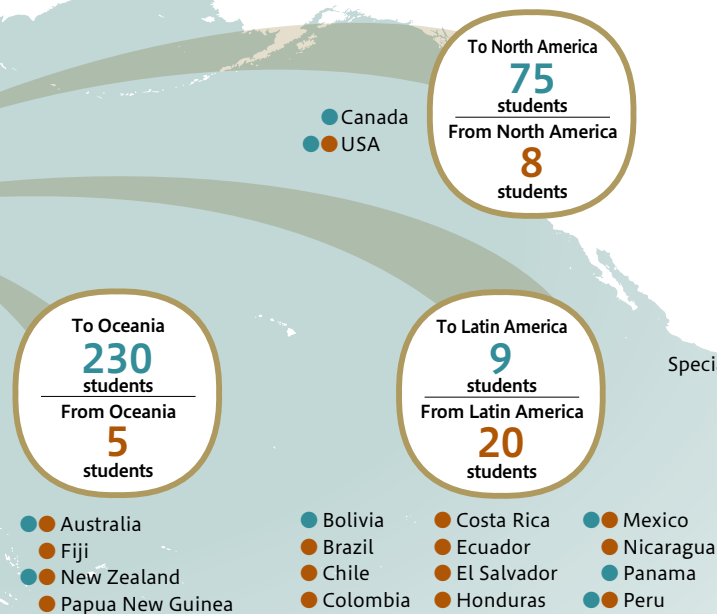 To North America
75
students
From North America
8
students
Canada
USA
To Oceania
230
students
From Oceania
5
students
To Latin America
9
students
From Latin America
20
students
Australia
Fiji
New Zealand
Papua New Guinea
Bolivia
Brazil
Chile
Colombia
Costa Rica
Ecuador
El Salvador
Honduras
Mexico
Nicaragua
Panama
Peru